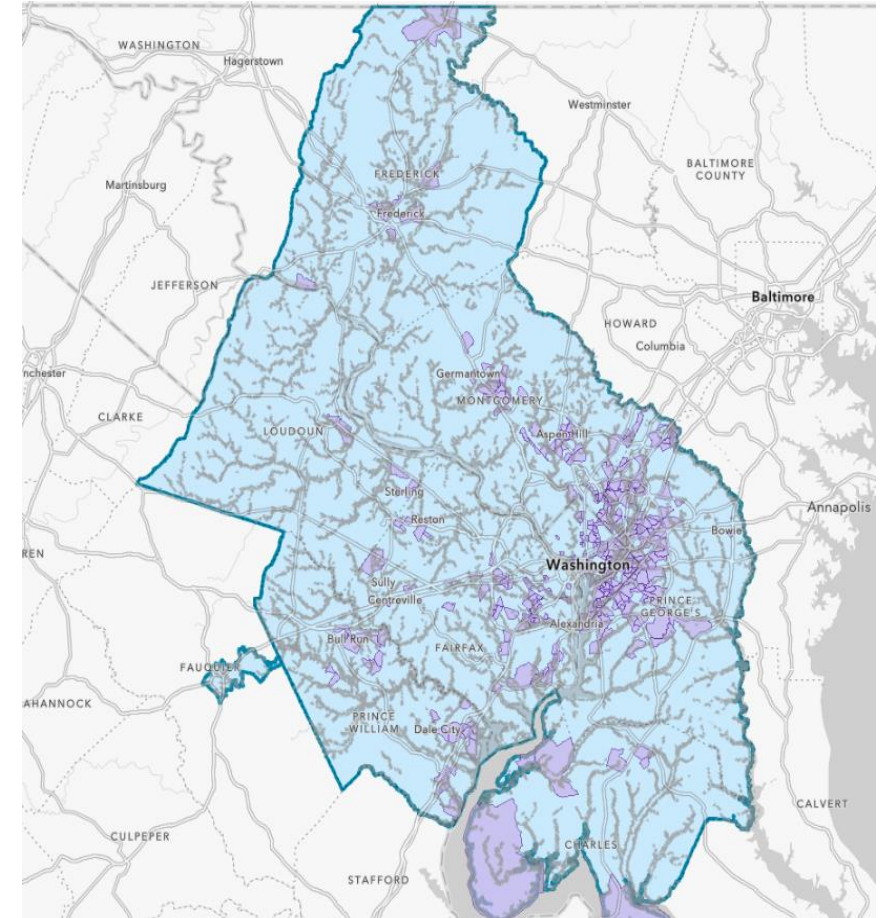 WASHINGTON
Hagerstown
Westminster
BALTIMORE
COUNTY
Martinsburg
FREDERICK
Frederick
JEFFERSON
Baltimore
HOWARD
Columbia
nchester
Germantown
MONTGOMERY
CLARKE
LOUDOUN
Aspen Hill
Sterling
Annapolis
Reston
Bowie
REN
Washington
Sully
Centreville
PRINCE
GEORGE'S
Alexandria
Bull Run
FAIRFAX
FAUQUIER
AHANNOCK
PRINCE
WILLIAM
Dale City
CALVERT
CULPEPER
CHARLES
STAFFORD